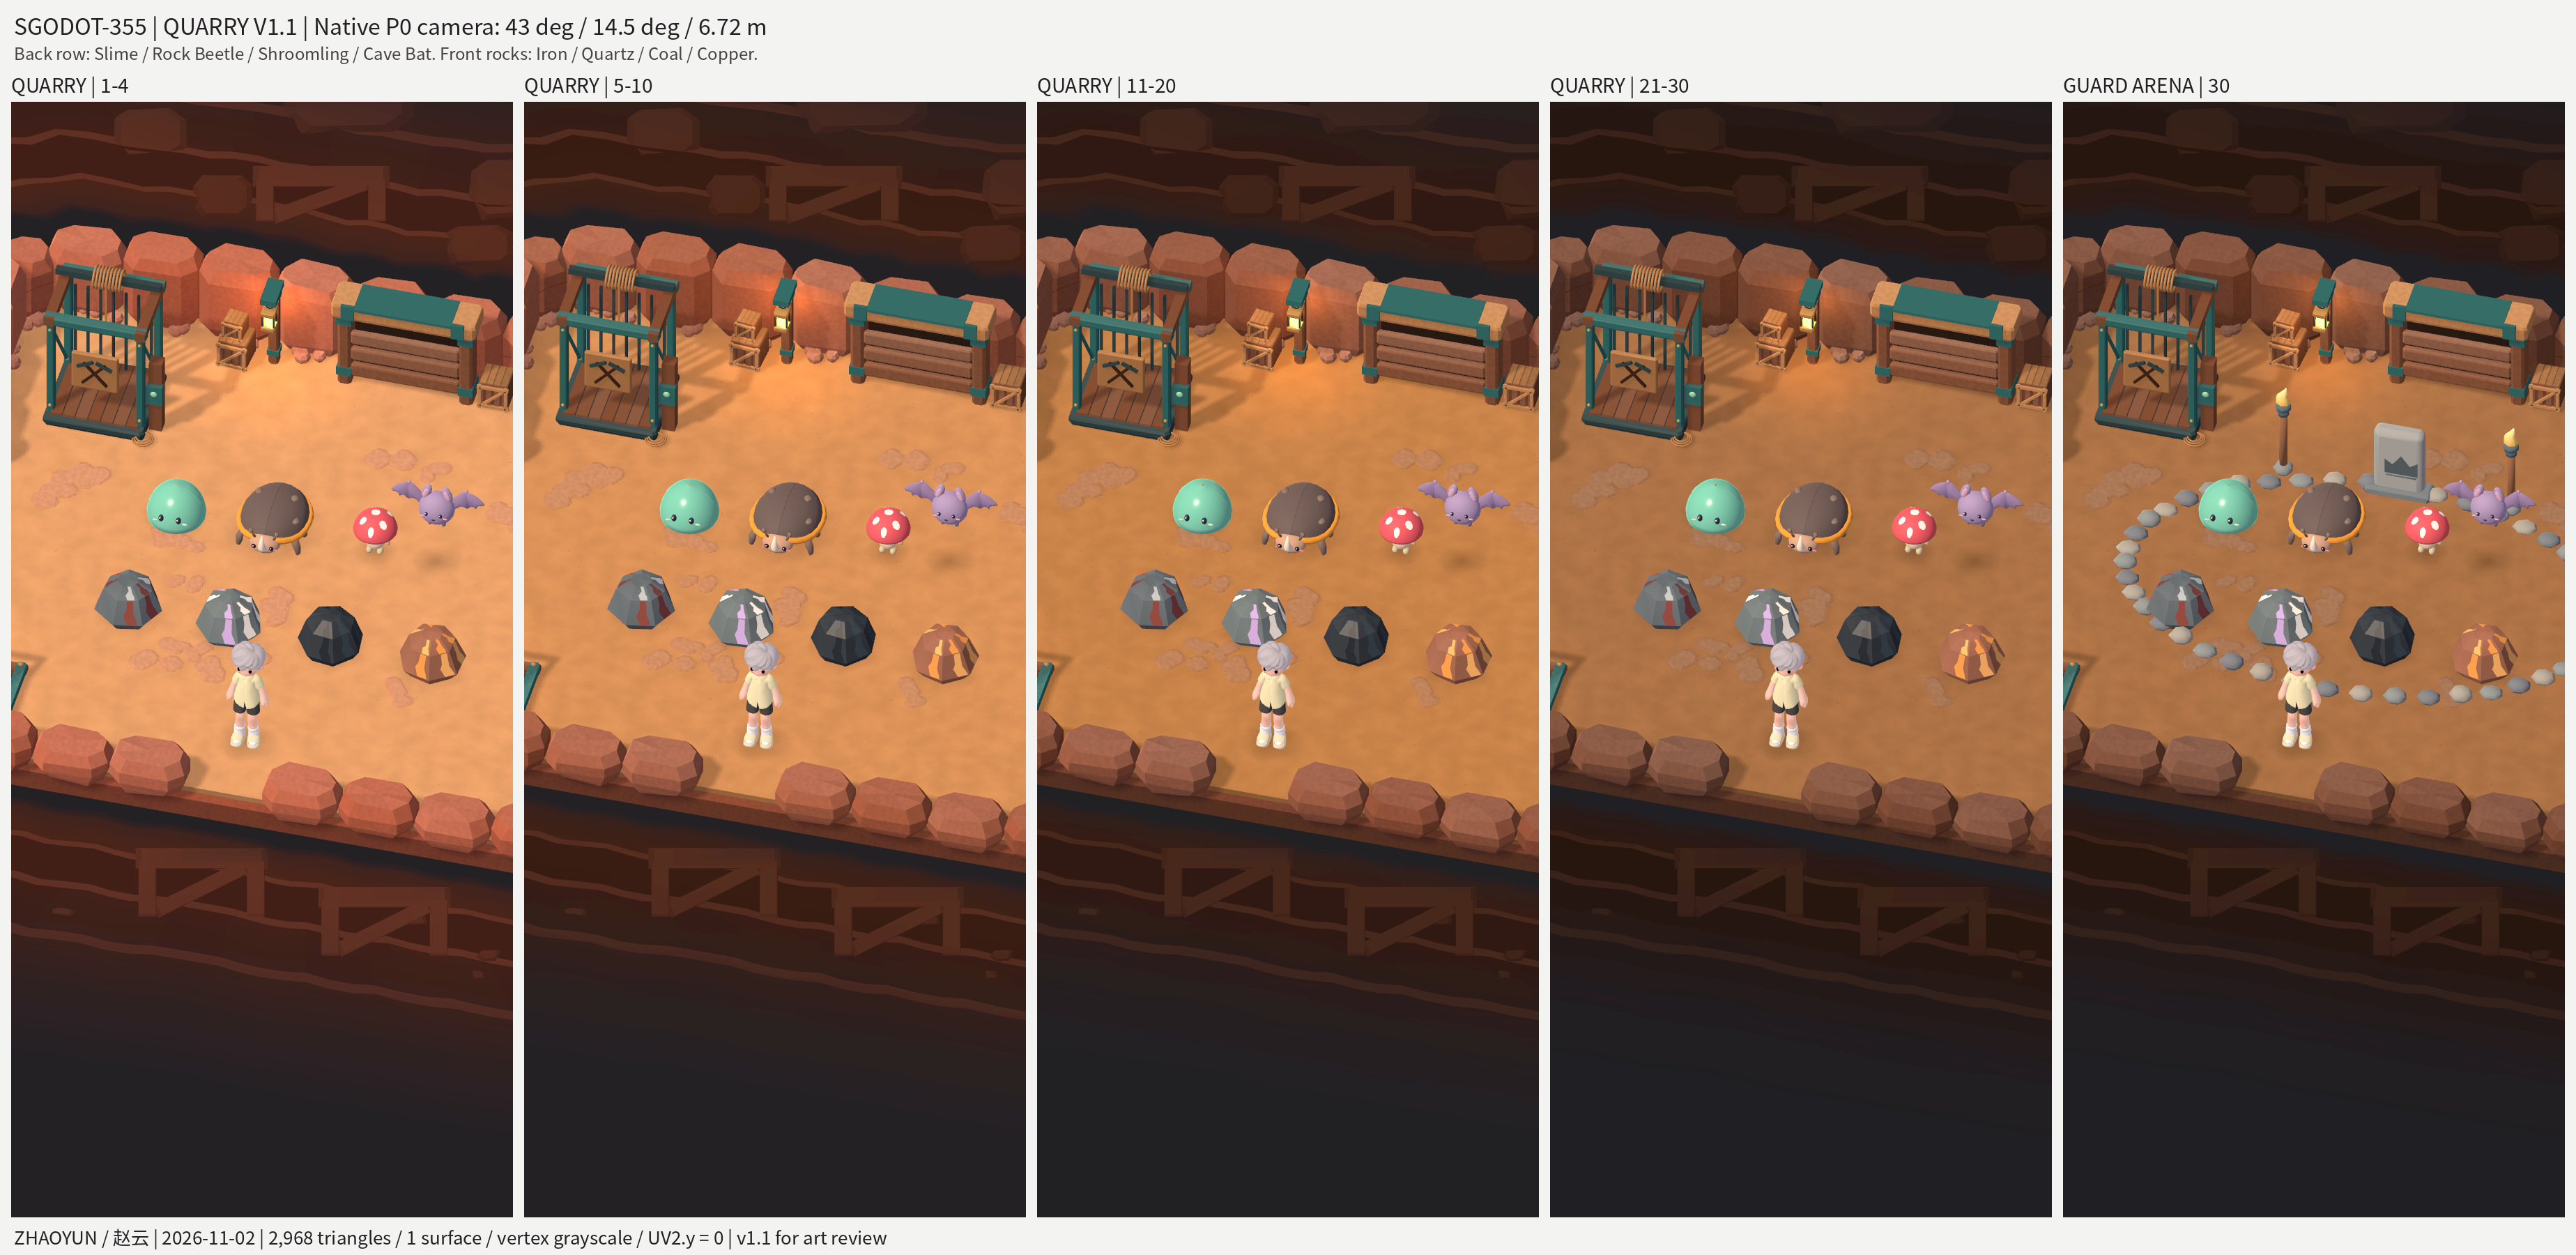 SGODOT-355 | QUARRY V1.1 | Native P0 camera: 43 deg / 14.5 deg / 6.72 m
Back row: Slime / Rock Beetle / Shroomling / Cave Bat. Front rocks: Iron / Quartz / Coal / Copper.
QUARRY | 1-4
QUARRY | 5-10
QUARRY | 11-20
QUARRY | 21-30
GUARD ARENA | 30
ZHAOYUN / 赵云 | 2026-11-02 | 2,968 triangles / 1 surface / vertex grayscale / UV2.y = 0 | v1.1 for art review